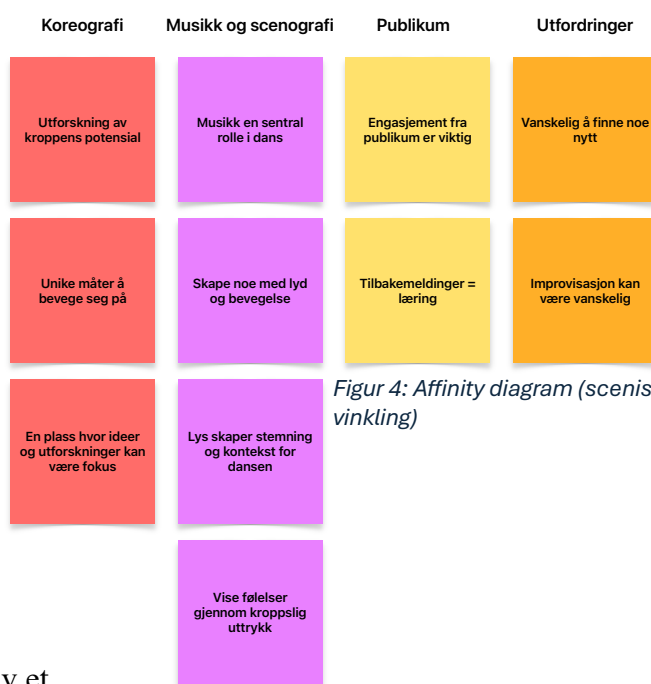 Koreografi
Musikk og scenografi
Publikum
Utfordringer
Utforskning av
kroppens potensial
Musikk en sentral
rolle i dans
Engasjement fra
publikum er viktig
Vanskelig å finne noe
nytt
Unike måter å
bevege seg på
Skape noe med lyd
og bevegelse
Tilbakemeldinger =
læring
Improvisasjon kan
være vanskelig
Figur 4: Affinity diagram (scenis
vinkling)
En plass hvor ideer
og utforskninger kan
være fokus
Lys skaper stemning
og kontekst for
dansen
Vise følelser
gjennom kroppslig
uttrykk
v et